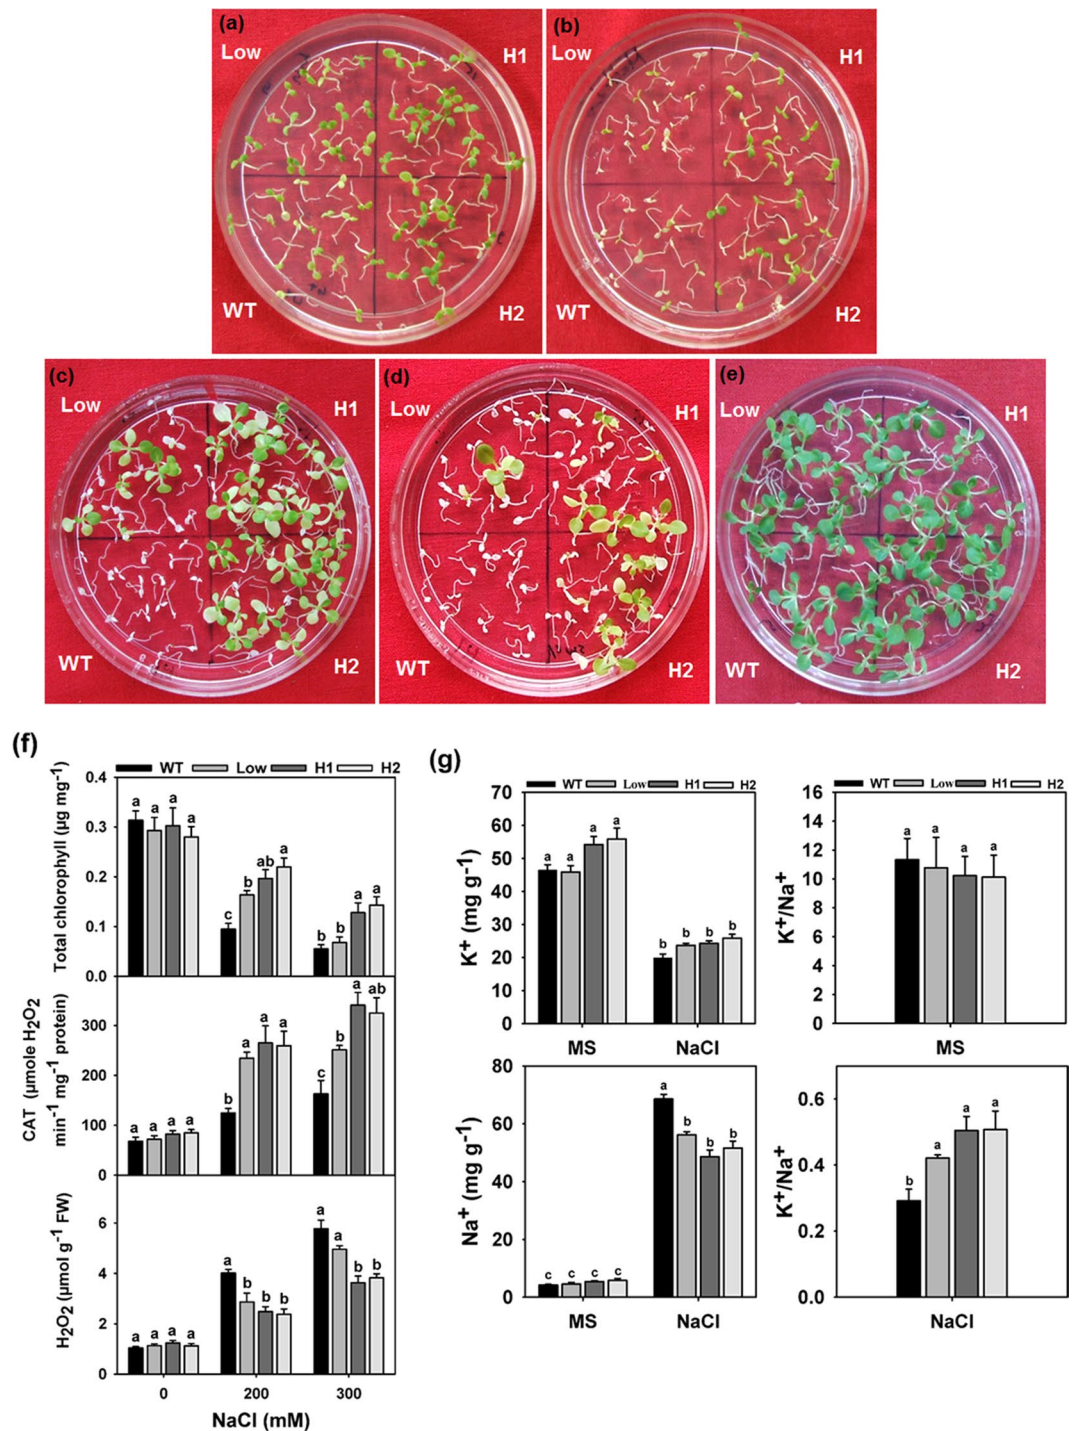 (a)
(b)
Low
H1
Low
H1
WT
H2
WT
H2
(c)
(d)
(e)
Low
H1
Low
H1
Low
H1
WT
H2
WT
H2
WT
H2
(f)
WT Low H1 H2
Total chlorophyll (µg mg⁻¹)
0.4
0.3
0.2
0.1
0.0
a a a a
c b ab a
b b a a
CAT (µmole H₂O₂
min⁻¹ mg⁻¹ protein)
300
200
100
0
a a a a
b a a a
c b a ab
H₂O₂ (µmol g⁻¹ FW)
6
4
2
0
a a a a
a b b b
a a b b
0 200 300
NaCl (mM)
(g)
WT Low H1 H2
K⁺ (mg g⁻¹)
70
60
50
40
30
20
10
0
a a a a
b b b b
MS NaCl
WT Low H1 H2
K⁺/Na⁺
16
14
12
10
8
6
4
2
0
a a a a
MS
Na⁺ (mg g⁻¹)
80
60
40
20
0
c c c c
a b b b
MS NaCl
K⁺/Na⁺
0.6
0.4
0.2
0.0
b a a a
NaCl